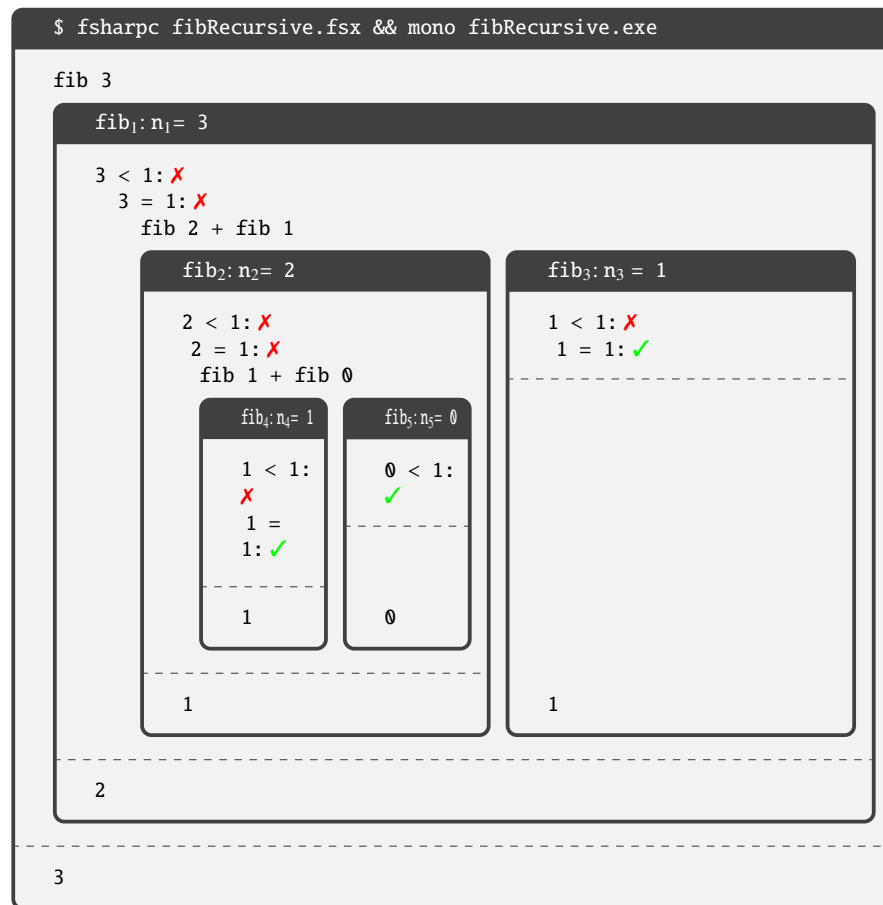 $ fsharpc fibRecursive.fsx && mono fibRecursive.exe
fib 3
fib₁: n₁= 3
3 < 1: ✗
3 = 1: ✗
fib 2 + fib 1
fib₂: n₂= 2
2 < 1: ✗
2 = 1: ✗
fib 1 + fib 0
fib₄: n₄= 1
1 < 1:
✗
1 =
1: ✓
1
fib₅: n₅= 0
0 < 1:
✓
0
1
fib₃: n₃ = 1
1 < 1: ✗
1 = 1: ✓
1
2
3